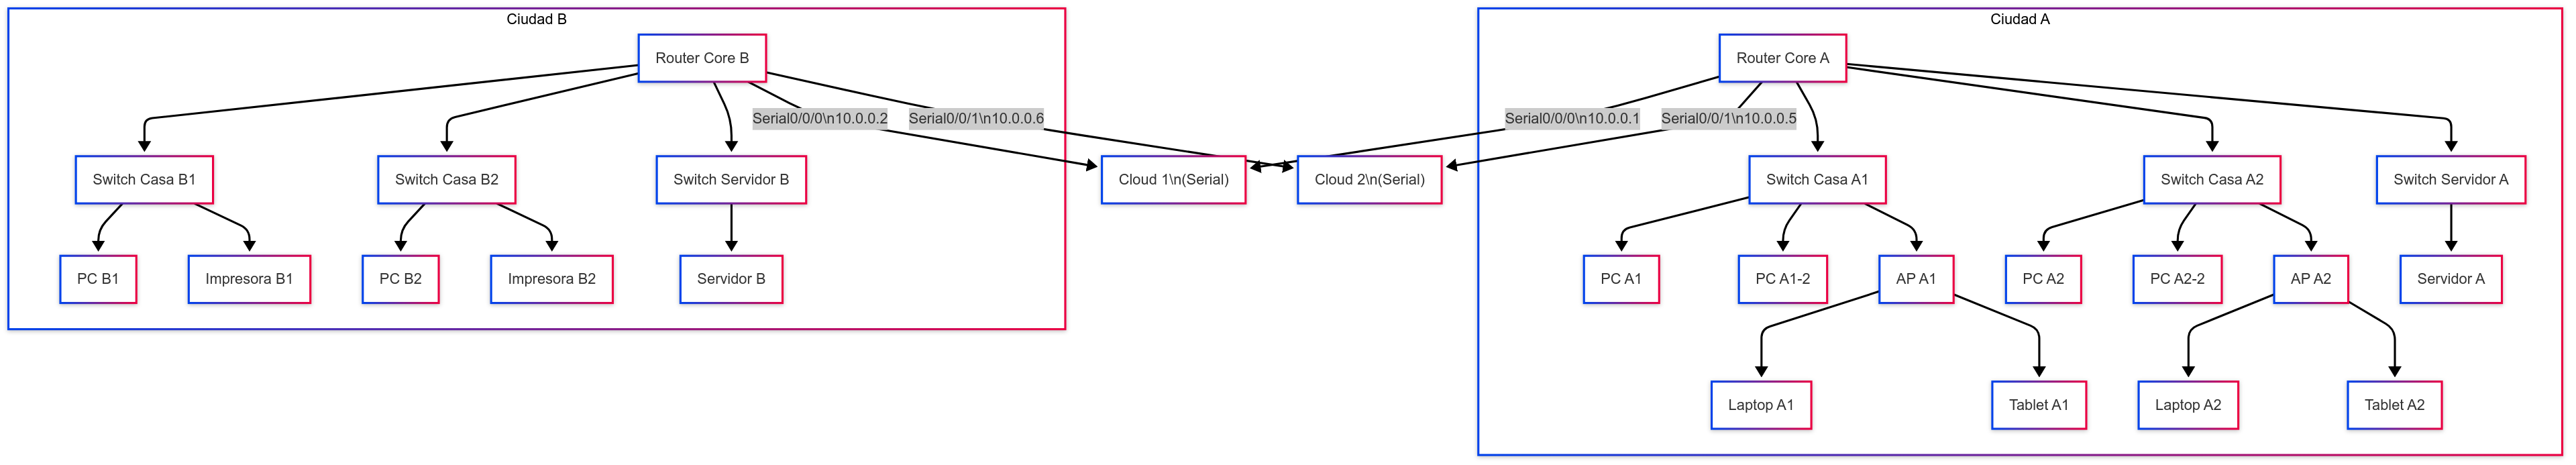 Ciudad B
Ciudad A
Router Core B
Router Core A
Serial0/0/0\n10.0.0.2
Serial0/0/1\n10.0.0.6
Serial0/0/0\n10.0.0.1
Serial0/0/1\n10.0.0.5
Switch Casa B1
Switch Casa B2
Switch Servidor B
Cloud 1\n(Serial)
Cloud 2\n(Serial)
Switch Casa A1
Switch Casa A2
Switch Servidor A
PC B1
Impresora B1
PC B2
Impresora B2
Servidor B
PC A1
PC A1-2
AP A1
PC A2
PC A2-2
AP A2
Servidor A
Laptop A1
Tablet A1
Laptop A2
Tablet A2